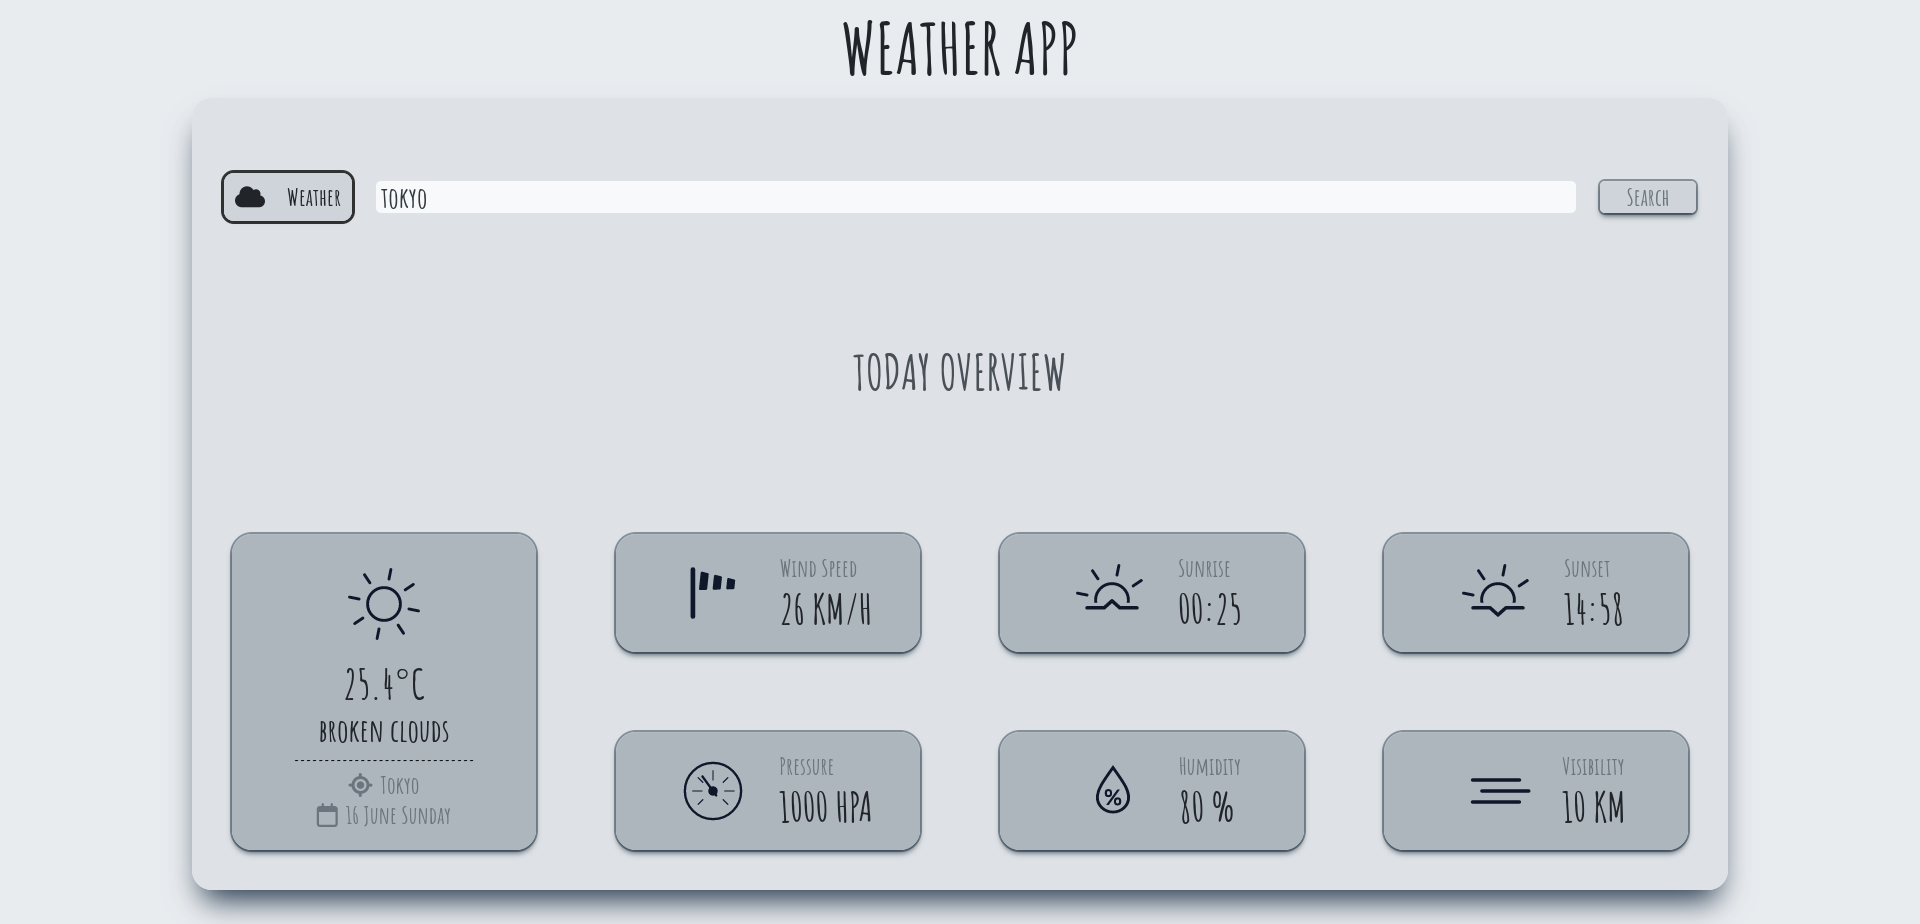 WEATHER APP
Weather
TOKYO
Search
TODAY OVERVIEW
25.4°C
BROKEN CLOUDS
Tokyo
16 June Sunday
Wind Speed
26 KM/H
Sunrise
00:25
Sunset
14:58
Pressure
1000 HPA
Humidity
%
80 %
Visibility
10 KM